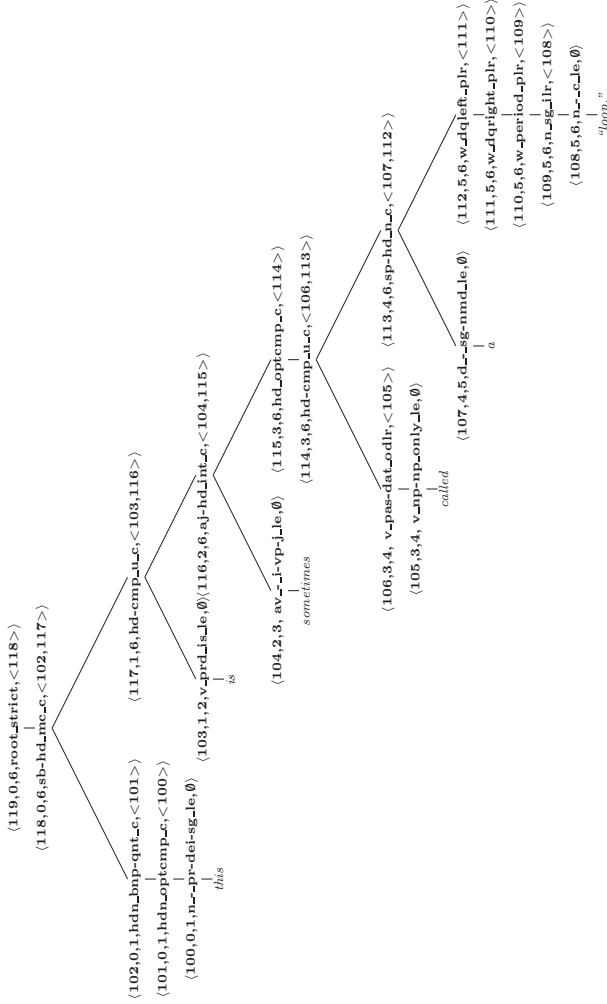 ⟨119,0,6,root_strict,<118>⟩
⟨118,0,6,sb-hd_mc_c,<102,117>⟩
⟨102,0,1,hdn_bnp-qnt_c,<101>⟩
⟨101,0,1,hdn_optcmp_c,<100>⟩
⟨100,0,1,n_-_pr-dei-sg_le,∅⟩
this
⟨117,1,6,hd-cmp_u_c,<103,116>⟩
⟨103,1,2,v_prd_is_le,∅⟩
is
⟨116,2,6,aj-hd_int_c,<104,115>⟩
⟨104,2,3, av_-_i-vp-j_le,∅⟩
sometimes
⟨115,3,6,hd_optcmp_c,<114>⟩
⟨114,3,6,hd-cmp_u_c,<106,113>⟩
⟨106,3,4, v_pas-dat_odlr,<105>⟩
⟨105,3,4, v_np-np_only_le,∅⟩
called
⟨113,4,6,sp-hd_n_c,<107,112>⟩
⟨107,4,5,d_-_sg-nmd_le,∅⟩
a
⟨112,5,6,w_dqleft_plr,<111>⟩
⟨111,5,6,w_dqright_plr,<110>⟩
⟨110,5,6,w_period_plr,<109>⟩
⟨109,5,6,n_sg_ilr,<108>⟩
⟨108,5,6,n_-_c_le,∅⟩
“loop.”